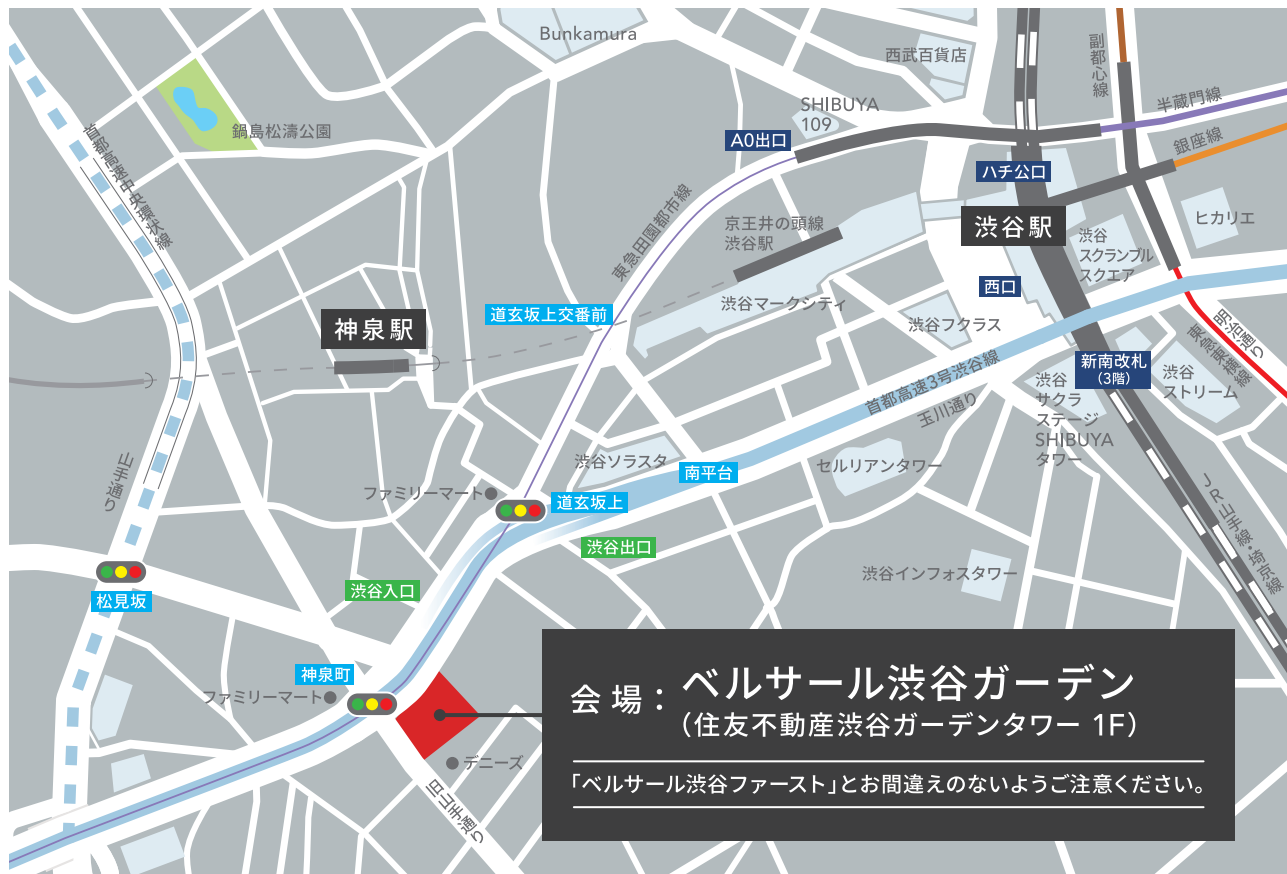 Bunkamura
西武百貨店
副都心線
半蔵門線
SHIBUYA
109
鍋島松濤公園
首都高速中央環状線
A0出口
銀座線
ハチ公口
東急田園都市線
京王井の頭線
渋谷駅
渋谷駅
ヒカリエ
渋谷
スクランブル
スクエア
西口
渋谷マークシティ
道玄坂上交番前
神泉駅
渋谷フクラス
明治通り
東急東横線
新南改札
(3階)
渋谷
ストリーム
首都高速3号渋谷線
玉川通り
渋谷
サクラ
ステージ
SHIBUYA
タワー
山手通り
渋谷ソラスタ
南平台
セルリアンタワー
ファミリーマート
道玄坂上
JR山手線・埼京線
渋谷出口
渋谷インフォスタワー
松見坂
渋谷入口
神泉町
ファミリーマート
デニーズ
旧山手通り
会場：ベルサール渋谷ガーデン
（住友不動産渋谷ガーデンタワー 1F）
「ベルサール渋谷ファースト」とお間違えのないようご注意ください。